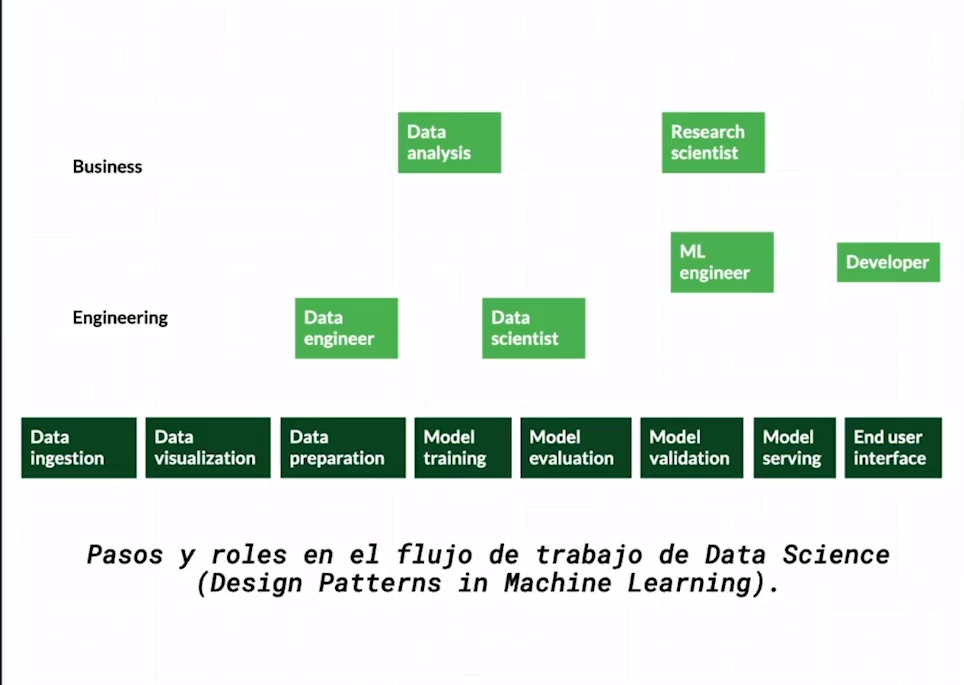 Data
analysis
Research
scientist
Business
ML
engineer
Developer
Engineering
Data
engineer
Data
scientist
Data
ingestion
Data
visualization
Data
preparation
Model
training
Model
evaluation
Model
validation
Model
serving
End user
interface
Pasos y roles en el flujo de trabajo de Data Science
(Design Patterns in Machine Learning).